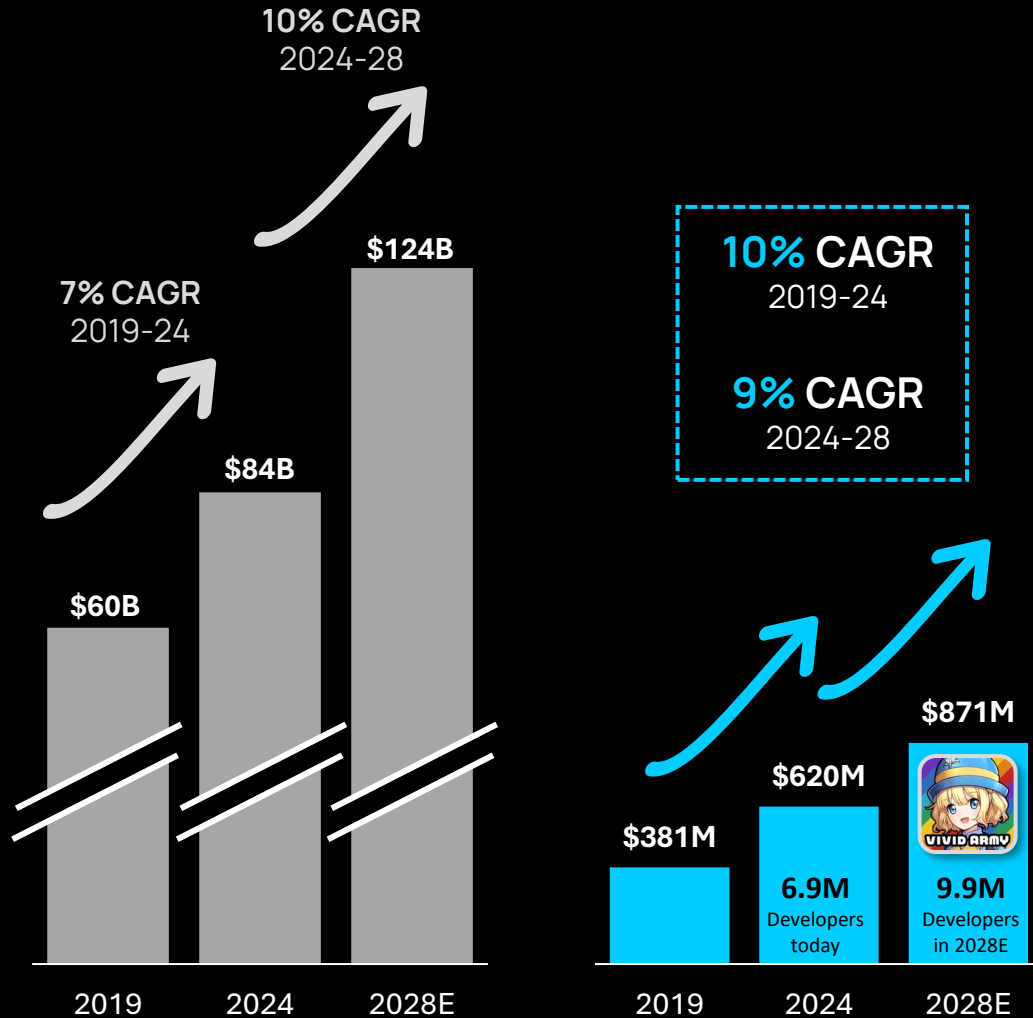 10% CAGR
2024-28
$124B
7% CAGR
2019-24
$84B
$60B
2019
2024
2028E
10% CAGR
2019-24
9% CAGR
2024-28
$871M
$620M
$381M
VIVID ARMY
6.9M
Developers
today
9.9M
Developers
in 2028E
2019
2024
2028E